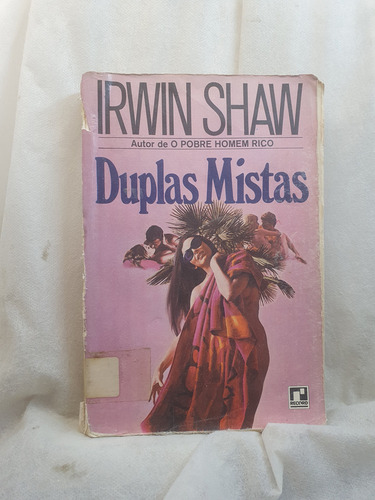 IRWIN SHAW
Autor de O POBRE HOMEM RICO
Duplas Mistas
RECORD